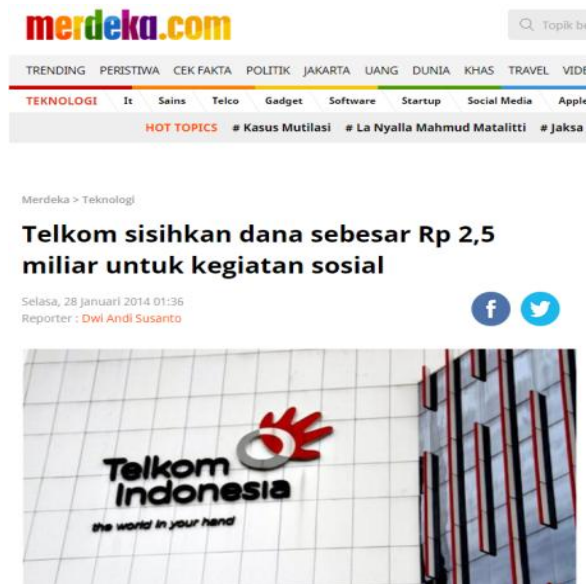 merdeka.com
Topik be
TRENDING PERISTIWA CEK FAKTA POLITIK JAKARTA UANG DUNIA KHAS TRAVEL VIDE
TEKNOLOGI It Sains Telco Gadget Software Startup Social Media Apple
HOT TOPICS # Kasus Mutilasi # La Nyalla Mahmud Matalitti # Jaksa
Merdeka > Teknologi
Telkom sisihkan dana sebesar Rp 2,5
miliar untuk kegiatan sosial
Selasa, 28 Januari 2014 01:36
Reporter : Dwi Andi Susanto
Telkom
Indonesia
the world in your hand